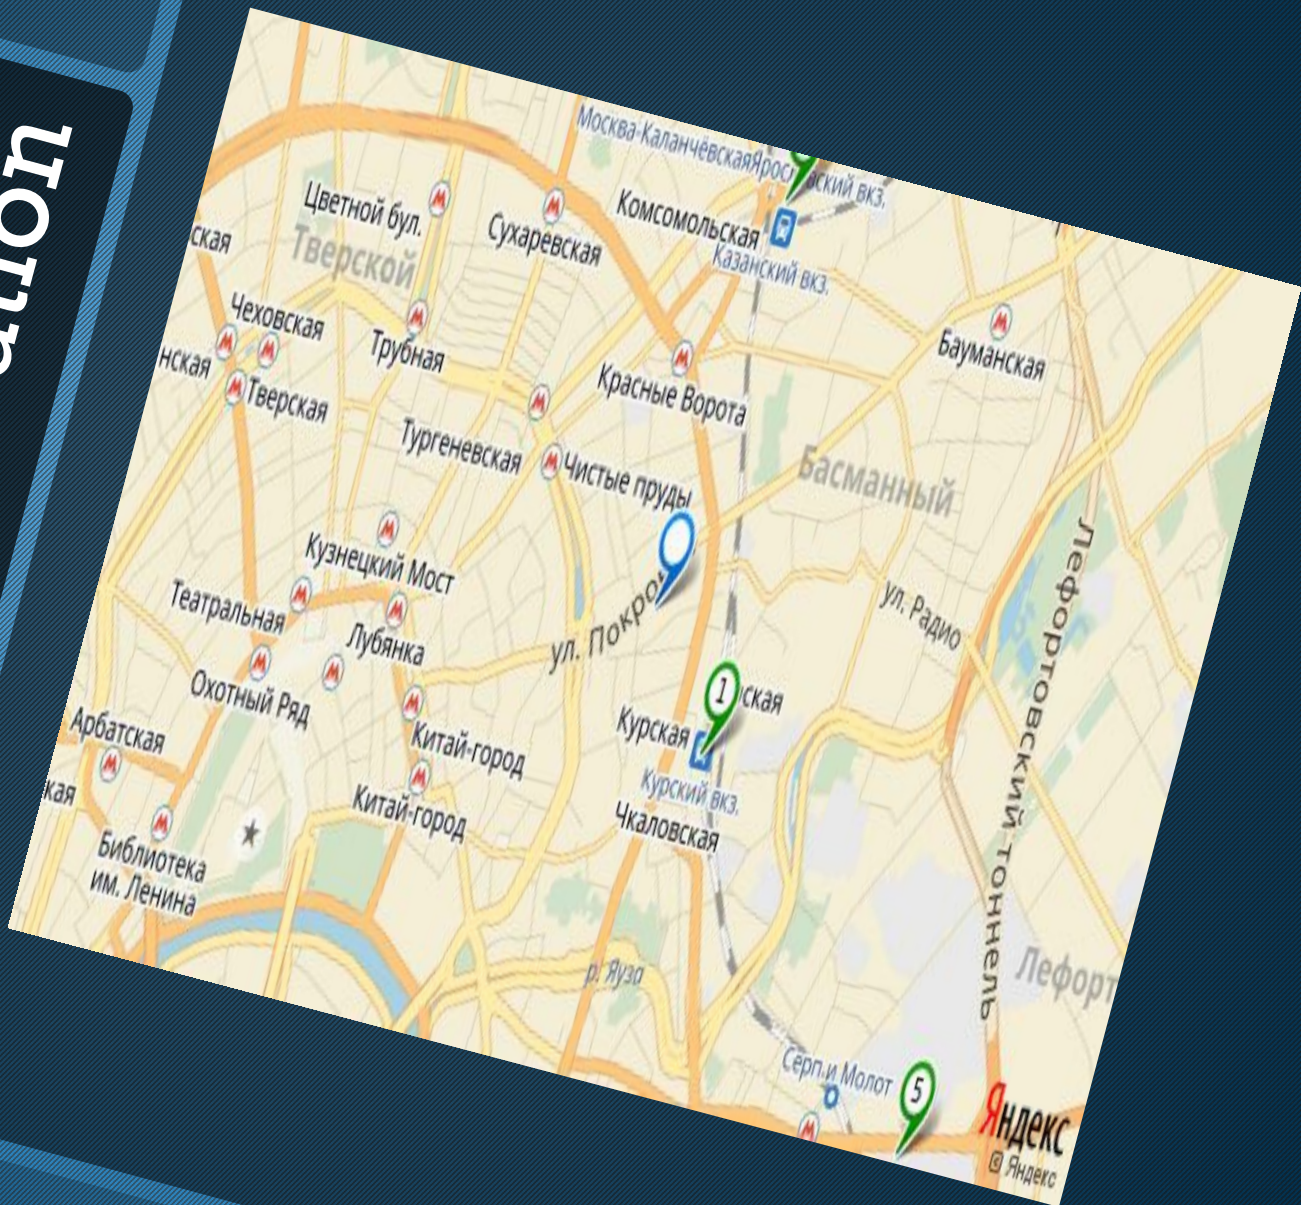 Москва-Каланчёвская
Комсомольская
Казанский вкз.
Цветной бул.
Сухаревская
Тверской
Чеховская
Трубная
Красные Ворота
Бауманская
Тверская
Тургеневская
Чистые пруды
Басманный
Кузнецкий Мост
Театральная
Лубянка
Охотный Ряд
ул. Радио
Лефортовский тоннель
1
Арбатская
Китай-город
Курская
Курский вкз.
Китай-город
Чкаловская
Библиотека
им. Ленина
р. Яуза
Серп и Молот
5
Яндекс
© Яндекс